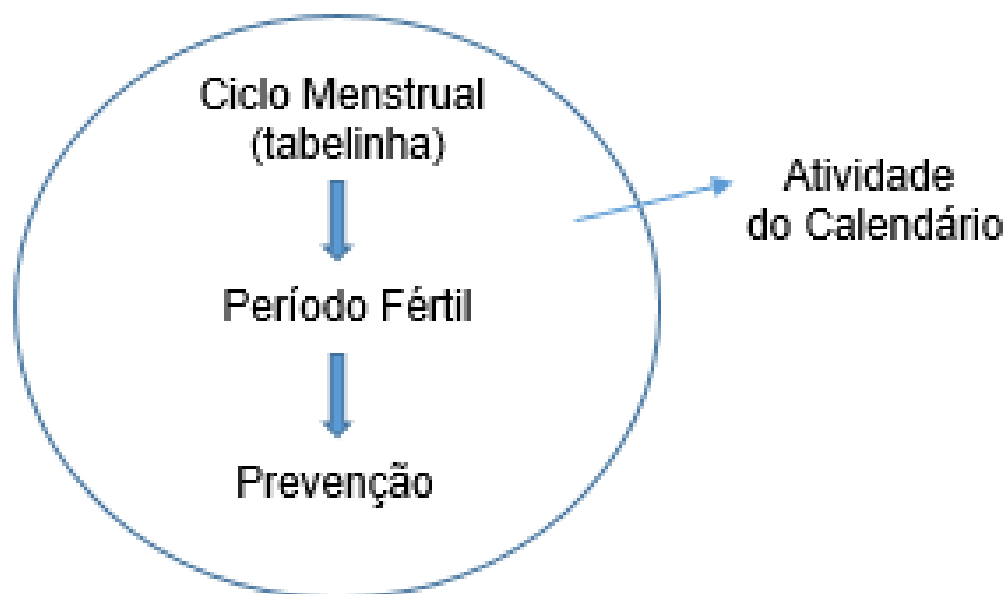 Ciclo Menstrual
(tabelinha)
Atividade
do Calendário
Período Fértil
Prevenção